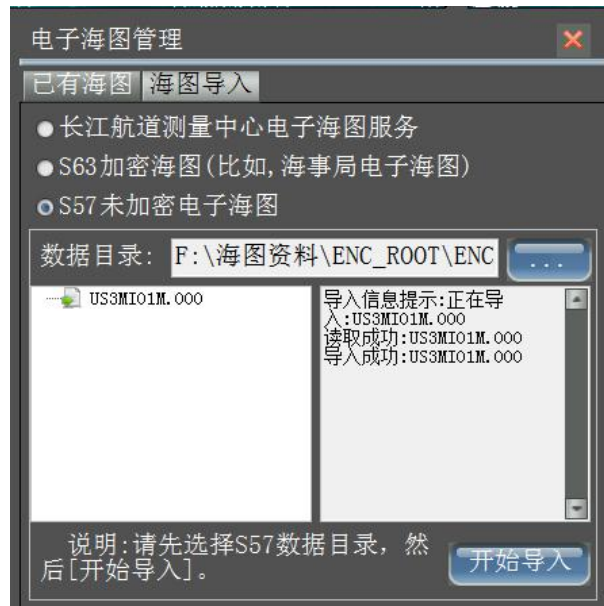 电子海图管理
已有海图 海图导入
长江航道测量中心电子海图服务
S63加密海图(比如,海事局电子海图)
S57未加密电子海图
数据目录: F:\海图资料\ENC_ROOT\ENC ...
US3MI01M.000
导入信息提示:正在导
入:US3MI01M.000
读取成功:US3MI01M.000
导入成功:US3MI01M.000
说明:请先选择S57数据目录，然
后[开始导入]。
开始导入